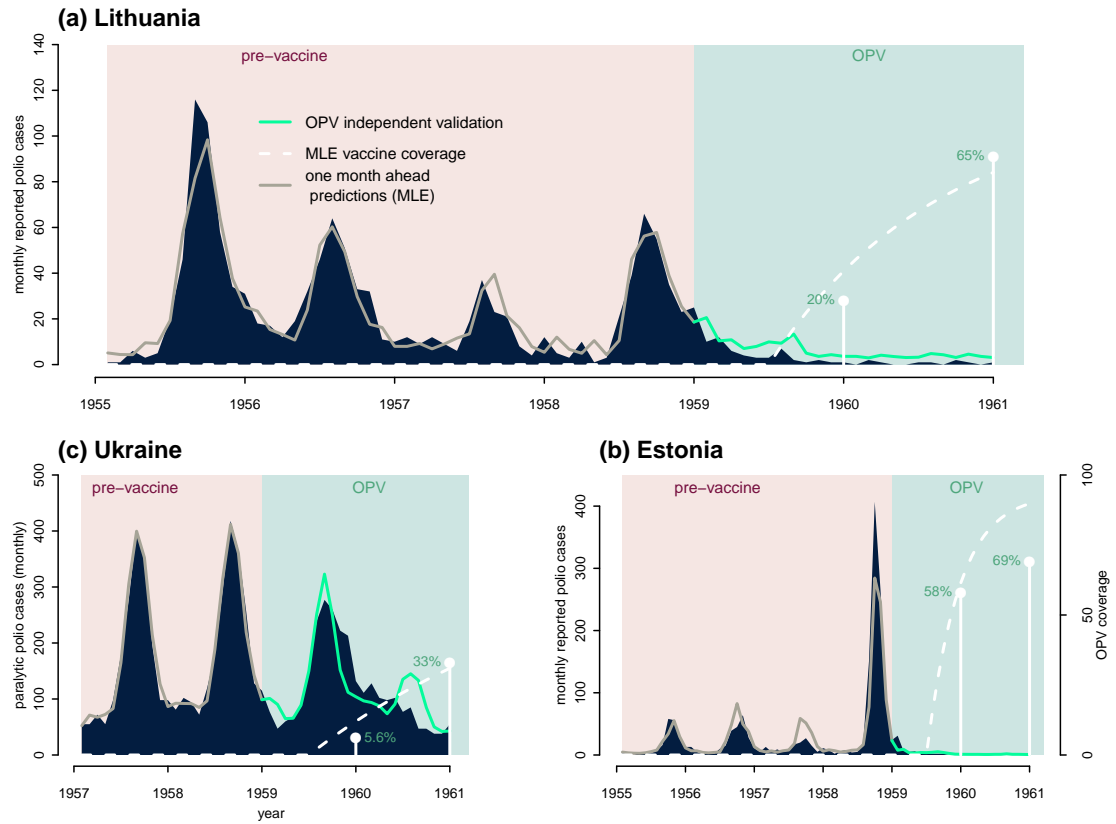 (a) Lithuania
pre−vaccine
OPV
monthly reported polio cases
140
120
100
80
60
40
20
0
OPV independent validation
MLE vaccine coverage
one month ahead
predictions (MLE)
65%
20%
1955
1956
1957
1958
1959
1960
1961
(c) Ukraine
pre−vaccine
OPV
paralytic polio cases (monthly)
500
400
300
200
100
0
33%
5.6%
1957
1958
1959
1960
1961
year
(b) Estonia
pre−vaccine
OPV
monthly reported polio cases
400
300
200
100
0
58%
69%
100
50
0
OPV coverage
1955
1956
1957
1958
1959
1960
1961